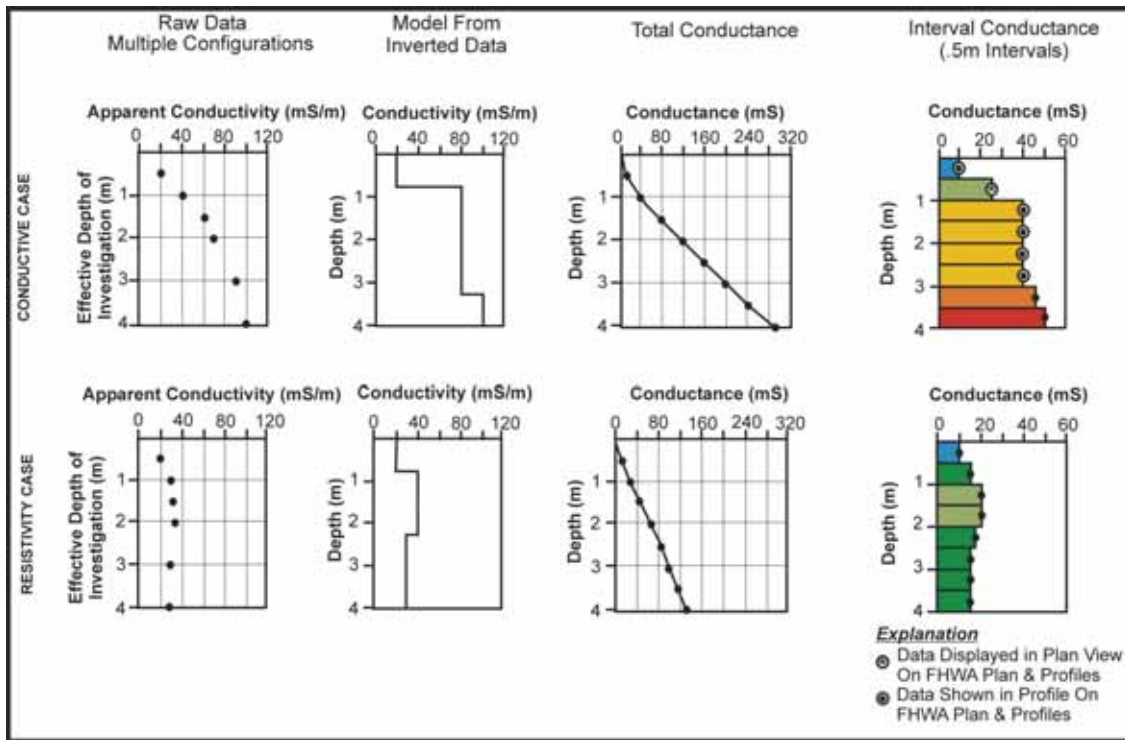 Raw Data
Multiple Configurations
Model From
Inverted Data
Total Conductance
Interval Conductance
(.5m Intervals)
CONDUCTIVE CASE
Apparent Conductivity (mS/m)
0 40 80 120
Effective Depth of
Investigation (m)
1
2
3
4
Conductivity (mS/m)
0 40 80 120
Depth (m)
1
2
3
4
Conductance (mS)
0 80 160 240 320
Depth (m)
1
2
3
4
Conductance (mS)
0 20 40 60
Depth (m)
1
2
3
4
RESISTIVITY CASE
Apparent Conductivity (mS/m)
0 40 80 120
Effective Depth of
Investigation (m)
1
2
3
4
Conductivity (mS/m)
0 40 80 120
Depth (m)
1
2
3
4
Conductance (mS)
0 80 160 240 320
Depth (m)
1
2
3
4
Conductance (mS)
0 20 40 60
Depth (m)
1
2
3
4
Explanation
Data Displayed in Plan View
On FHWA Plan & Profiles
Data Shown in Profile On
FHWA Plan & Profiles